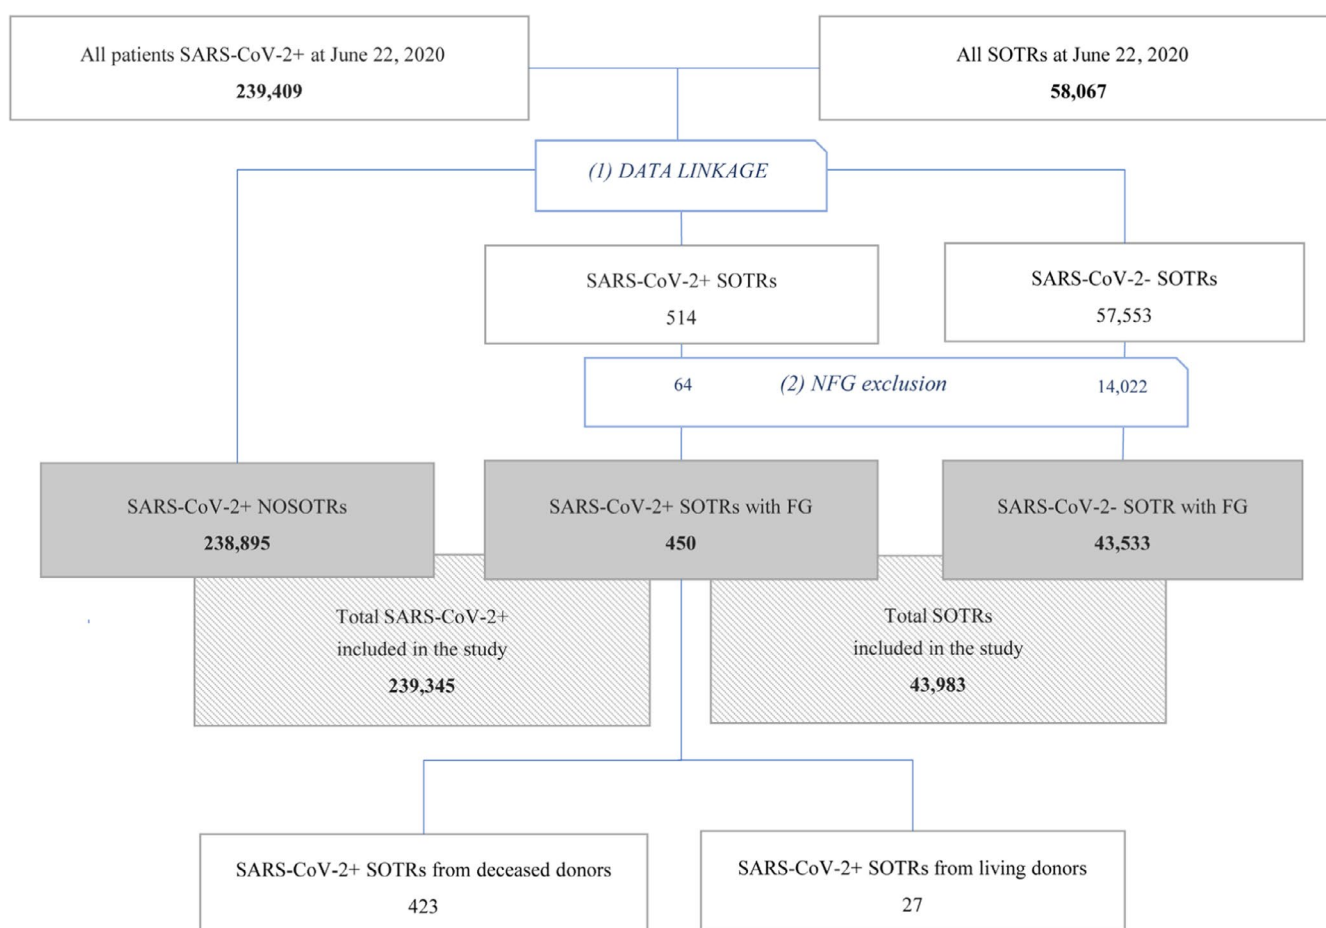 All patients SARS-CoV-2+ at June 22, 2020
239,409
All SOTRs at June 22, 2020
58,067
(1) DATA LINKAGE
SARS-CoV-2+ SOTRs
514
SARS-CoV-2- SOTRs
57,553
64 (2) NFG exclusion 14,022
SARS-CoV-2+ NOSOTRs
238,895
SARS-CoV-2+ SOTRs with FG
450
SARS-CoV-2- SOTR with FG
43,533
Total SARS-CoV-2+
included in the study
239,345
Total SOTRs
included in the study
43,983
SARS-CoV-2+ SOTRs from deceased donors
423
SARS-CoV-2+ SOTRs from living donors
27